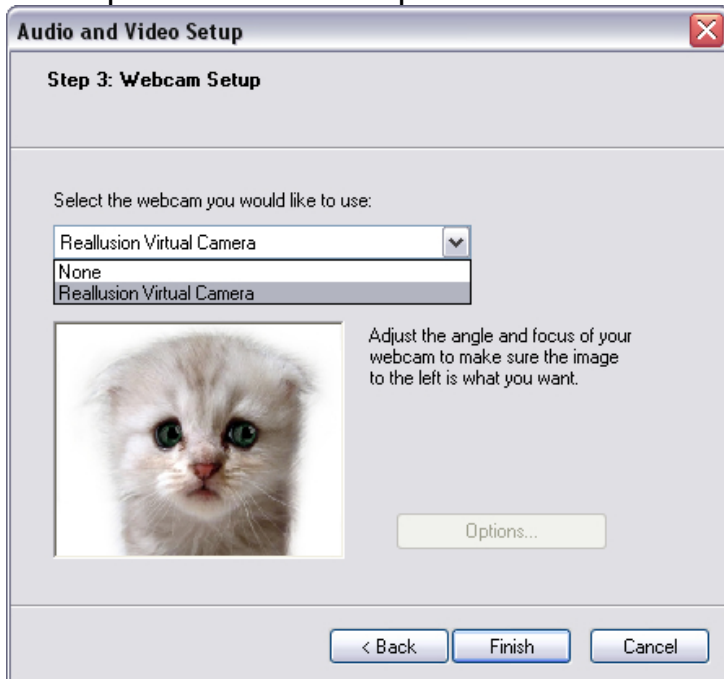 Audio and Video Setup
Step 3: Webcam Setup
Select the webcam you would like to use:
Reallusion Virtual Camera
None
Reallusion Virtual Camera
Adjust the angle and focus of your
webcam to make sure the image
to the left is what you want.
Options...
< Back
Finish
Cancel